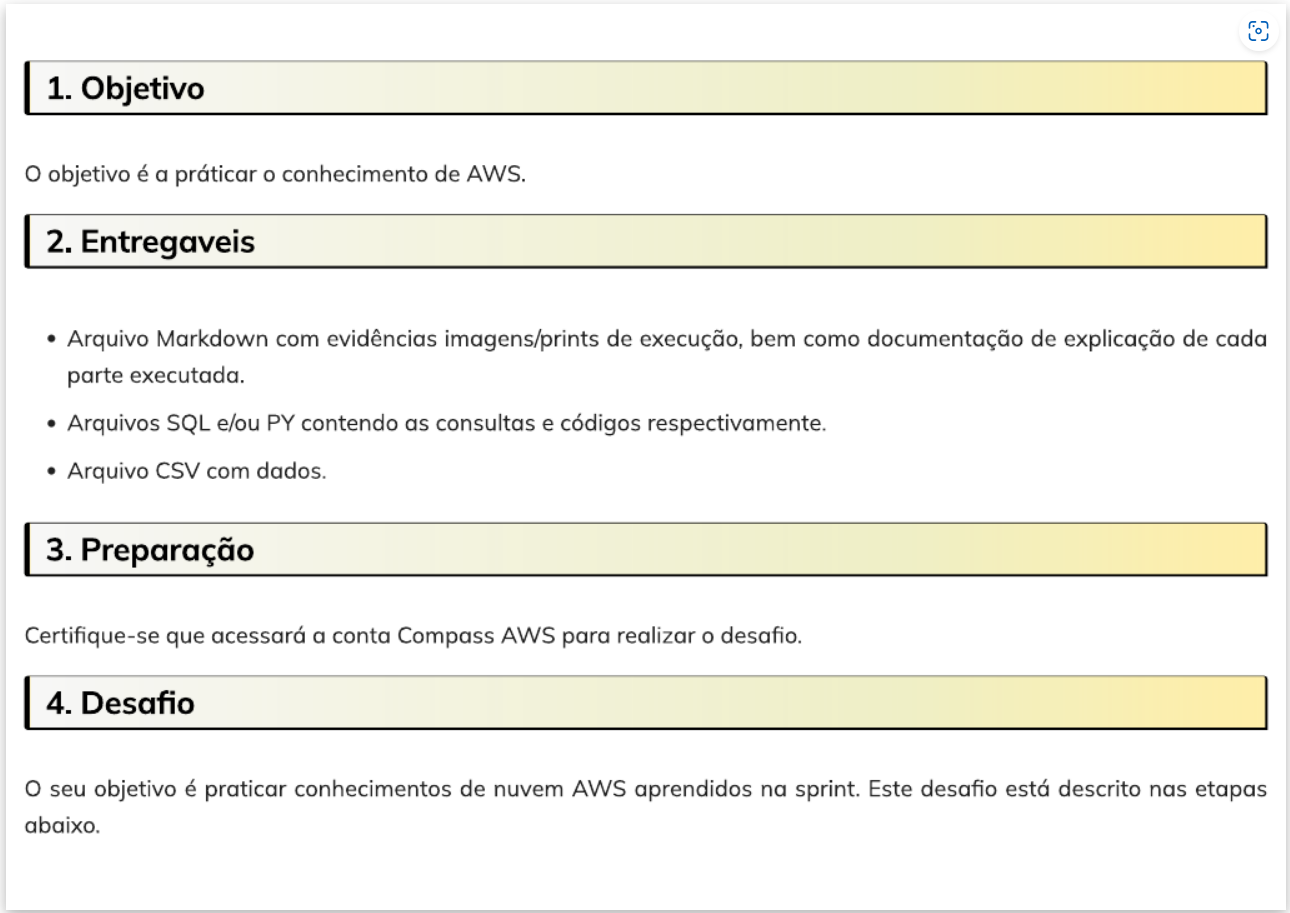 1. Objetivo
O objetivo é a práticar o conhecimento de AWS.
2. Entregaveis
• Arquivo Markdown com evidências imagens/prints de execução, bem como documentação de explicação de cada
parte executada.
• Arquivos SQL e/ou PY contendo as consultas e códigos respectivamente.
• Arquivo CSV com dados.
3. Preparação
Certifique-se que acessará a conta Compass AWS para realizar o desafio.
4. Desafio
O seu objetivo é praticar conhecimentos de nuvem AWS aprendidos na sprint. Este desafio está descrito nas etapas
abaixo.